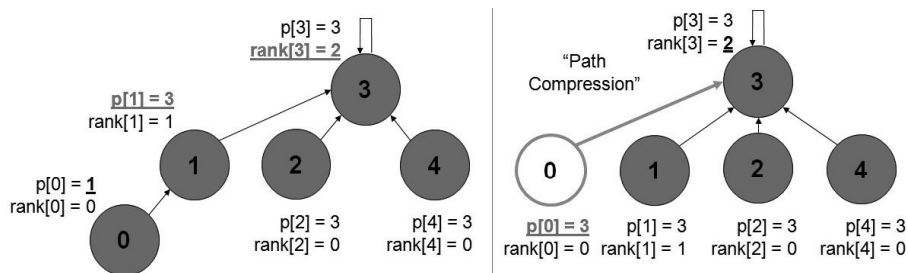 p[3] = 3
rank[3] = 2
3
p[1] = 3
rank[1] = 1
1
2
4
p[0] = 1
rank[0] = 0
0
p[2] = 3
rank[2] = 0
p[4] = 3
rank[4] = 0
p[3] = 3
rank[3] = 2
“Path
Compression”
3
0
1
2
4
p[0] = 3
rank[0] = 0
p[1] = 3
rank[1] = 1
p[2] = 3
rank[2] = 0
p[4] = 3
rank[4] = 0